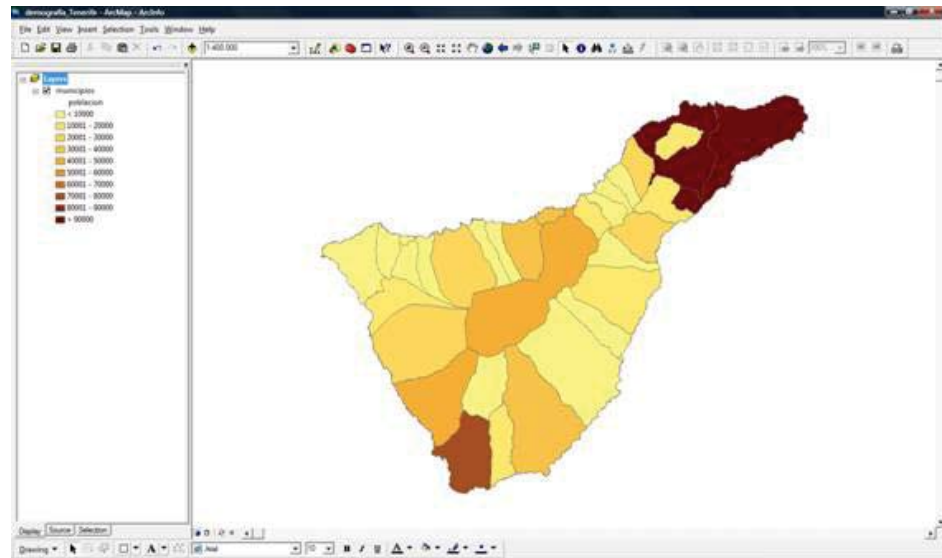 demografia_Tenerife - ArcMap - ArcInfo
File Edit View Insert Selection Tools Window Help
1:400.000
Layers
municipios
poblacion
< 10000
10001 - 20000
20001 - 30000
30001 - 40000
40001 - 50000
50001 - 60000
60001 - 70000
70001 - 80000
80001 - 90000
> 90000
Display Source Selection
Drawing
Arial
10
B I U A